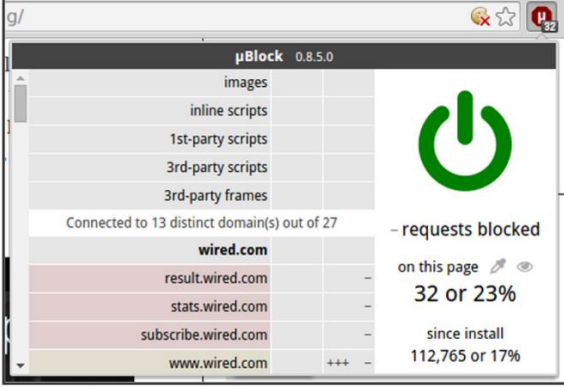 g/
µ
32
µBlock 0.8.5.0
images
inline scripts
1st-party scripts
3rd-party scripts
3rd-party frames
Connected to 13 distinct domain(s) out of 27
wired.com
result.wired.com –
stats.wired.com –
subscribe.wired.com –
www.wired.com +++ –
– requests blocked
on this page
32 or 23%
since install
112,765 or 17%